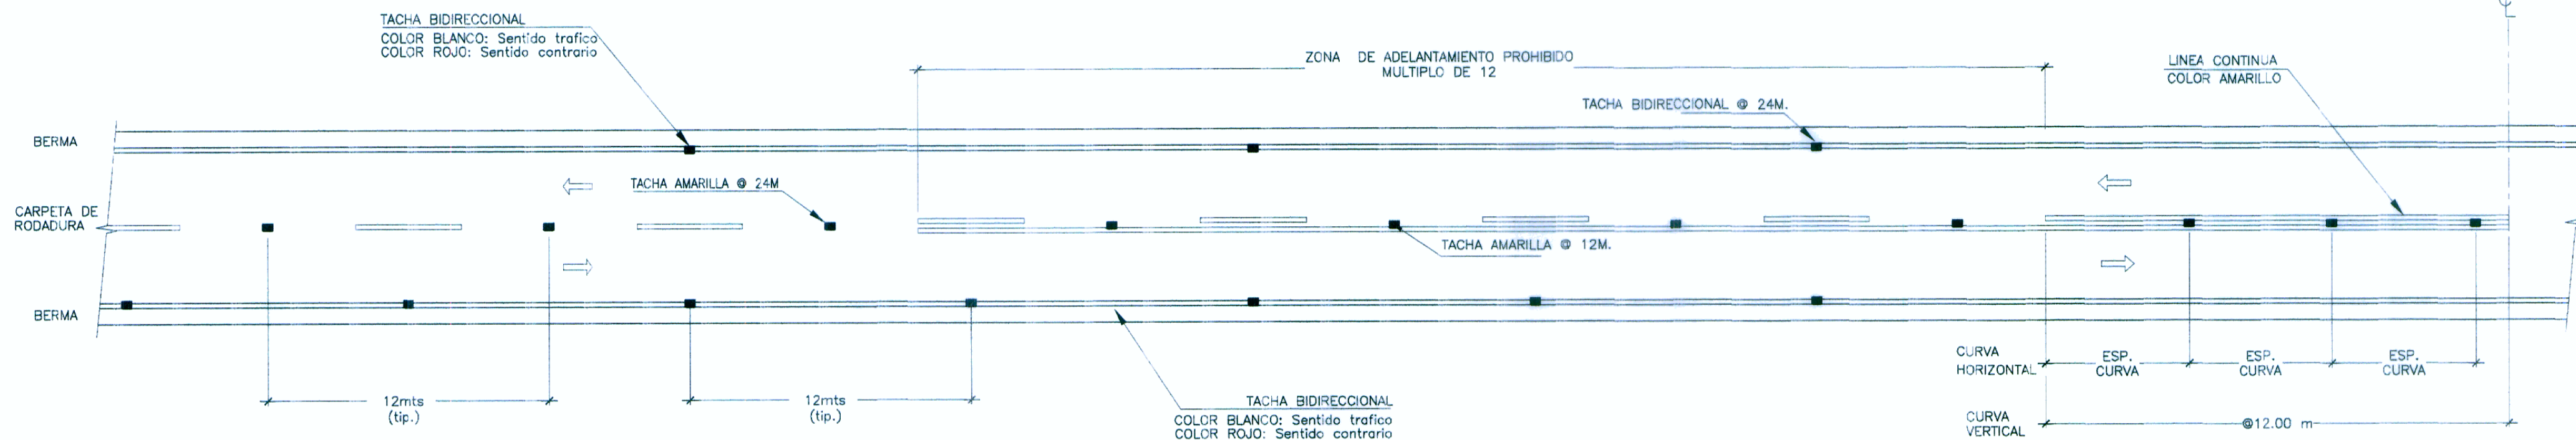 TACHA BIDIRECCIONAL
COLOR BLANCO: Sentido trafico
COLOR ROJO: Sentido contrario
ZONA DE ADELANTAMIENTO PROHIBIDO
MULTIPLO DE 12
LINEA CONTINUA
COLOR AMARILLO
TACHA BIDIRECCIONAL @ 24M.
BERMA
TACHA AMARILLA @ 24M
CARPETA DE
RODADURA
TACHA AMARILLA @ 12M.
BERMA
CURVA
HORIZONTAL
ESP.
CURVA
ESP.
CURVA
ESP.
CURVA
12mts
(tip.)
12mts
(tip.)
TACHA BIDIRECCIONAL
COLOR BLANCO: Sentido trafico
COLOR ROJO: Sentido contrario
CURVA
VERTICAL
@12.00 m